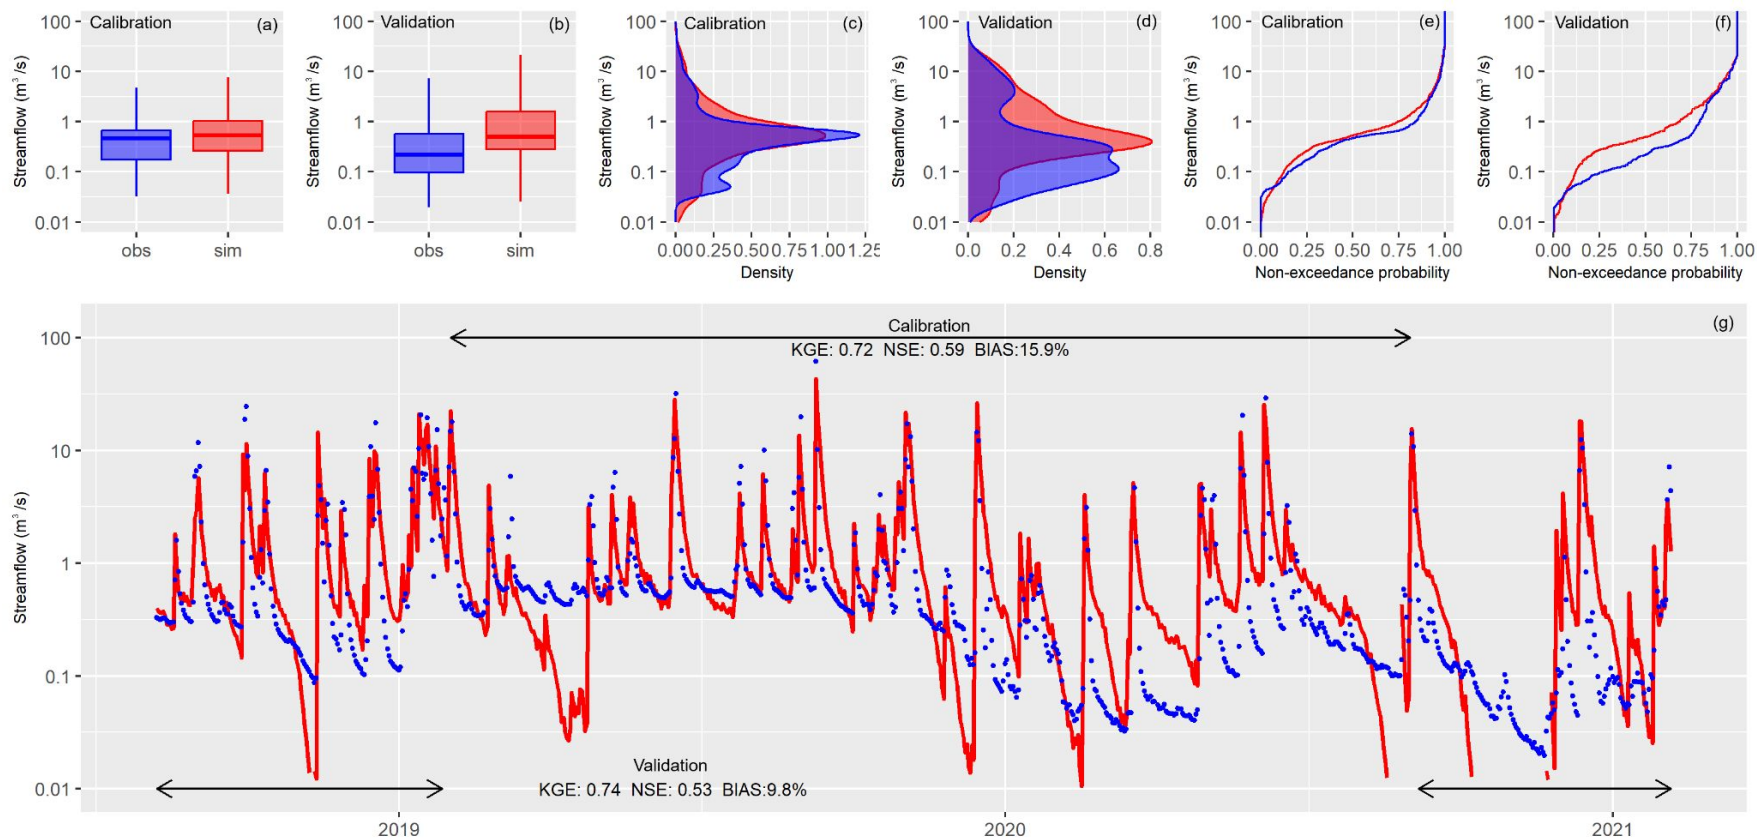 Calibration (a)
Streamflow (m³ /s)
100
10
1
0.1
0.01
obs sim
Validation (b)
Streamflow (m³ /s)
100
10
1
0.1
0.01
obs sim
Calibration (c)
Streamflow (m³ /s)
100
10
1
0.1
0.01
0.00 0.25 0.50 0.75 1.00 1.25
Density
Validation (d)
Streamflow (m³ /s)
100
10
1
0.1
0.01
0.0 0.2 0.4 0.6 0.8
Density
Calibration (e)
Streamflow (m³ /s)
100
10
1
0.1
0.01
0.00 0.25 0.50 0.75 1.00
Non-exceedance probability
Validation (f)
Streamflow (m³ /s)
100
10
1
0.1
0.01
0.00 0.25 0.50 0.75 1.00
Non-exceedance probability
(g)
Streamflow (m³ /s)
100
10
1
0.1
0.01
Calibration
KGE: 0.72 NSE: 0.59 BIAS:15.9%
Validation
KGE: 0.74 NSE: 0.53 BIAS:9.8%
2019 2020 2021